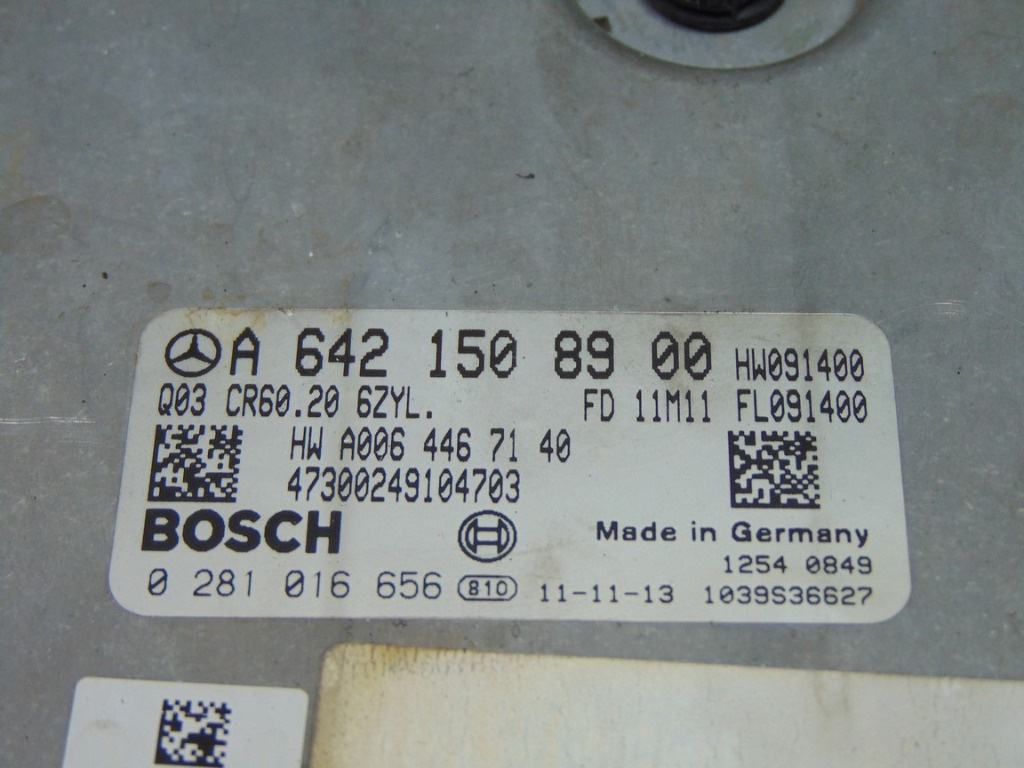 A 642 150 89 00 HW091400
Q03 CR60.20 6ZYL. FD 11M11 FL091400
HW A006 446 71 40
47300249104703
BOSCH
Made in Germany
1254 0849
0 281 016 656 810 11-11-13 1039S36627